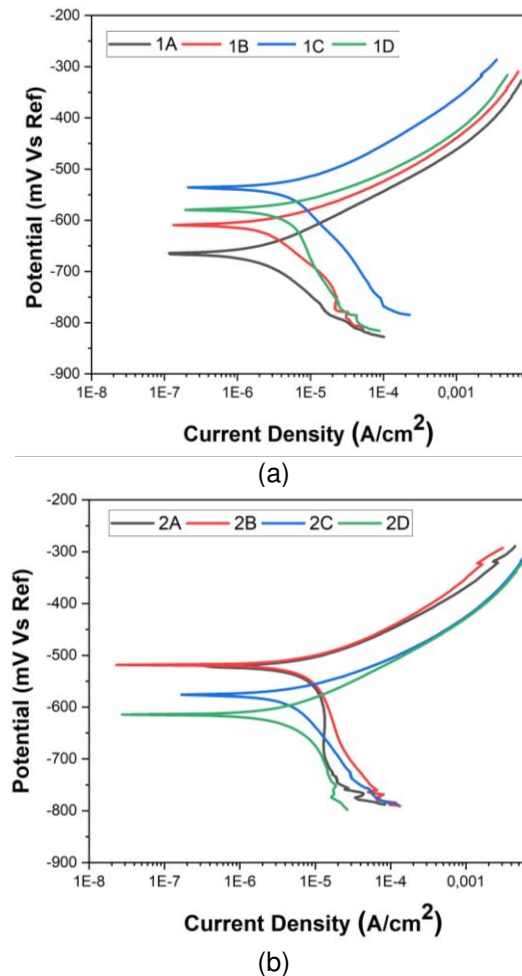 -200
1A 1B 1C 1D
-300
-400
-500
-600
-700
-800
-900
Potential (mV Vs Ref)
1E-8 1E-7 1E-6 1E-5 1E-4 0,001
Current Density (A/cm²)
(a)
-200
2A 2B 2C 2D
-300
-400
-500
-600
-700
-800
-900
Potential (mV Vs Ref)
1E-8 1E-7 1E-6 1E-5 1E-4 0,001
Current Density (A/cm²)
(b)